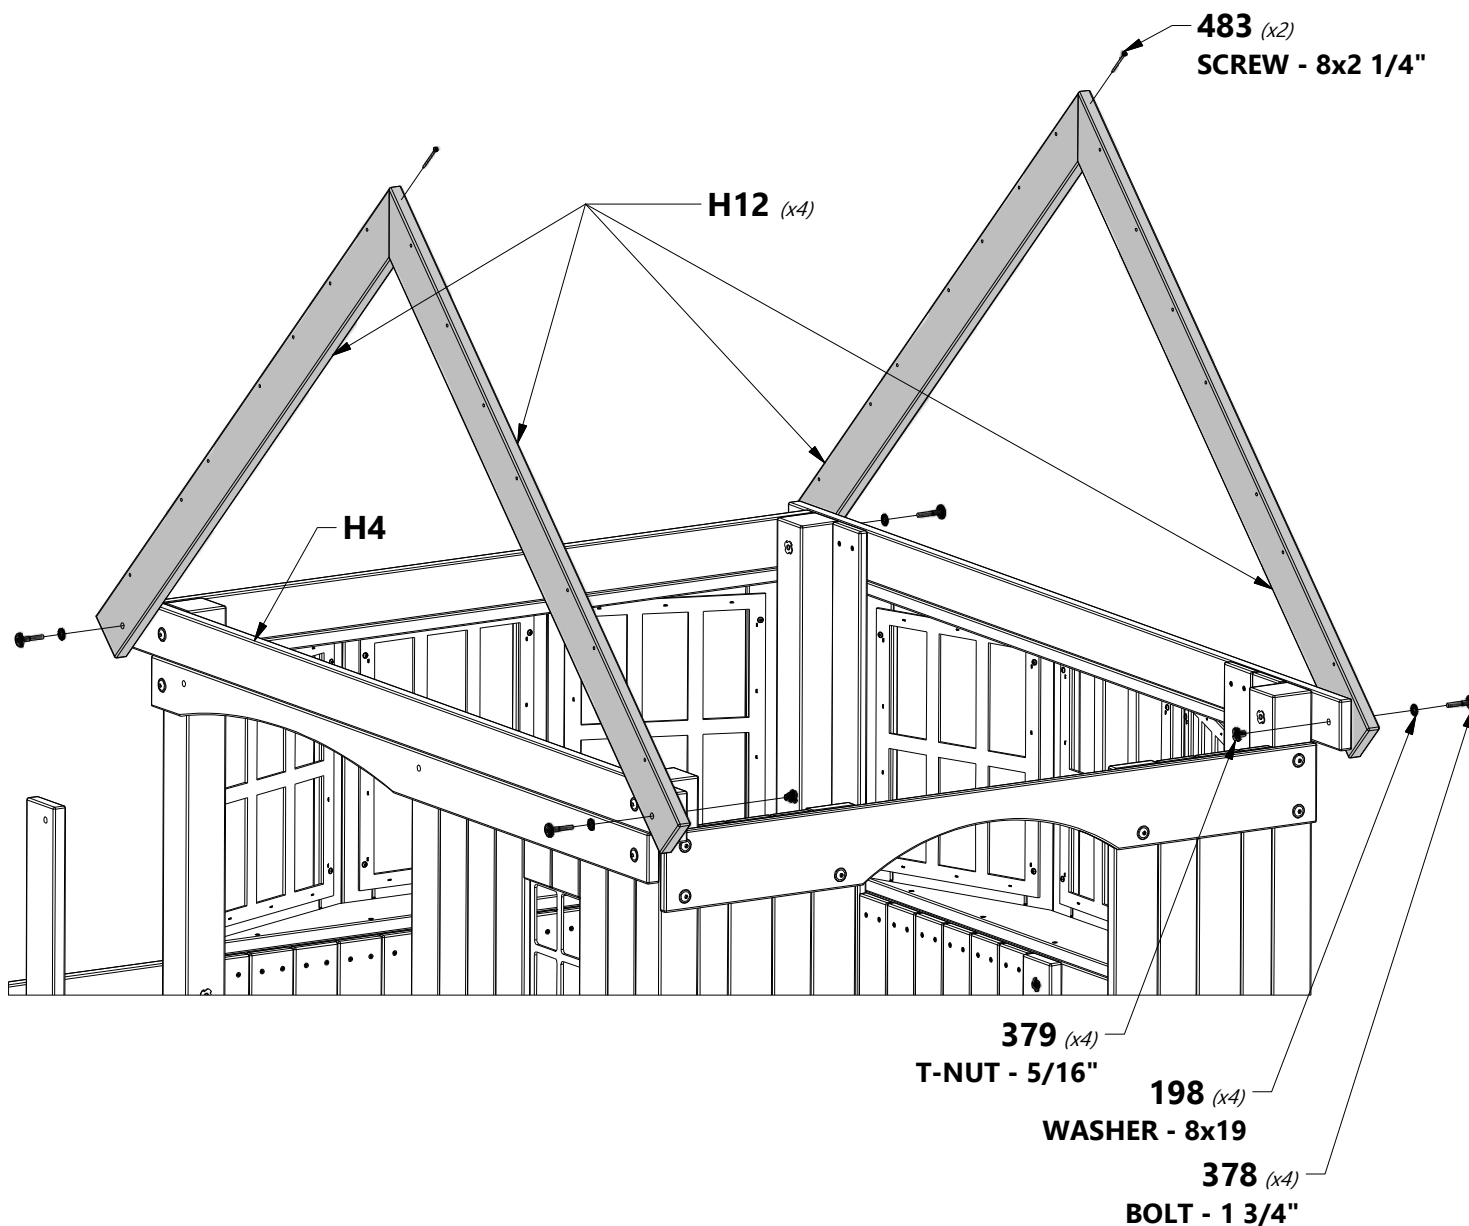 483 (x2)
SCREW - 8x2 1/4"
H12 (x4)
H4
379 (x4)
T-NUT - 5/16"
198 (x4)
WASHER - 8x19
378 (x4)
BOLT - 1 3/4"